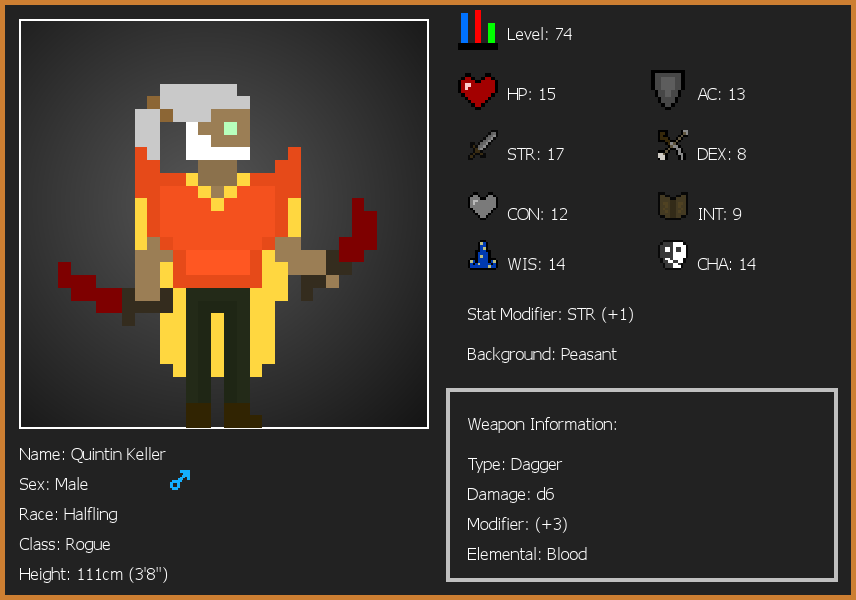 Level: 74
HP: 15
AC: 13
STR: 17
DEX: 8
CON: 12
INT: 9
WIS: 14
CHA: 14
Stat Modifier: STR (+1)
Background: Peasant
Weapon Information:
Type: Dagger
Damage: d6
Modifier: (+3)
Elemental: Blood
Name: Quintin Keller
Sex: Male
Race: Halfling
Class: Rogue
Height: 111cm (3'8")